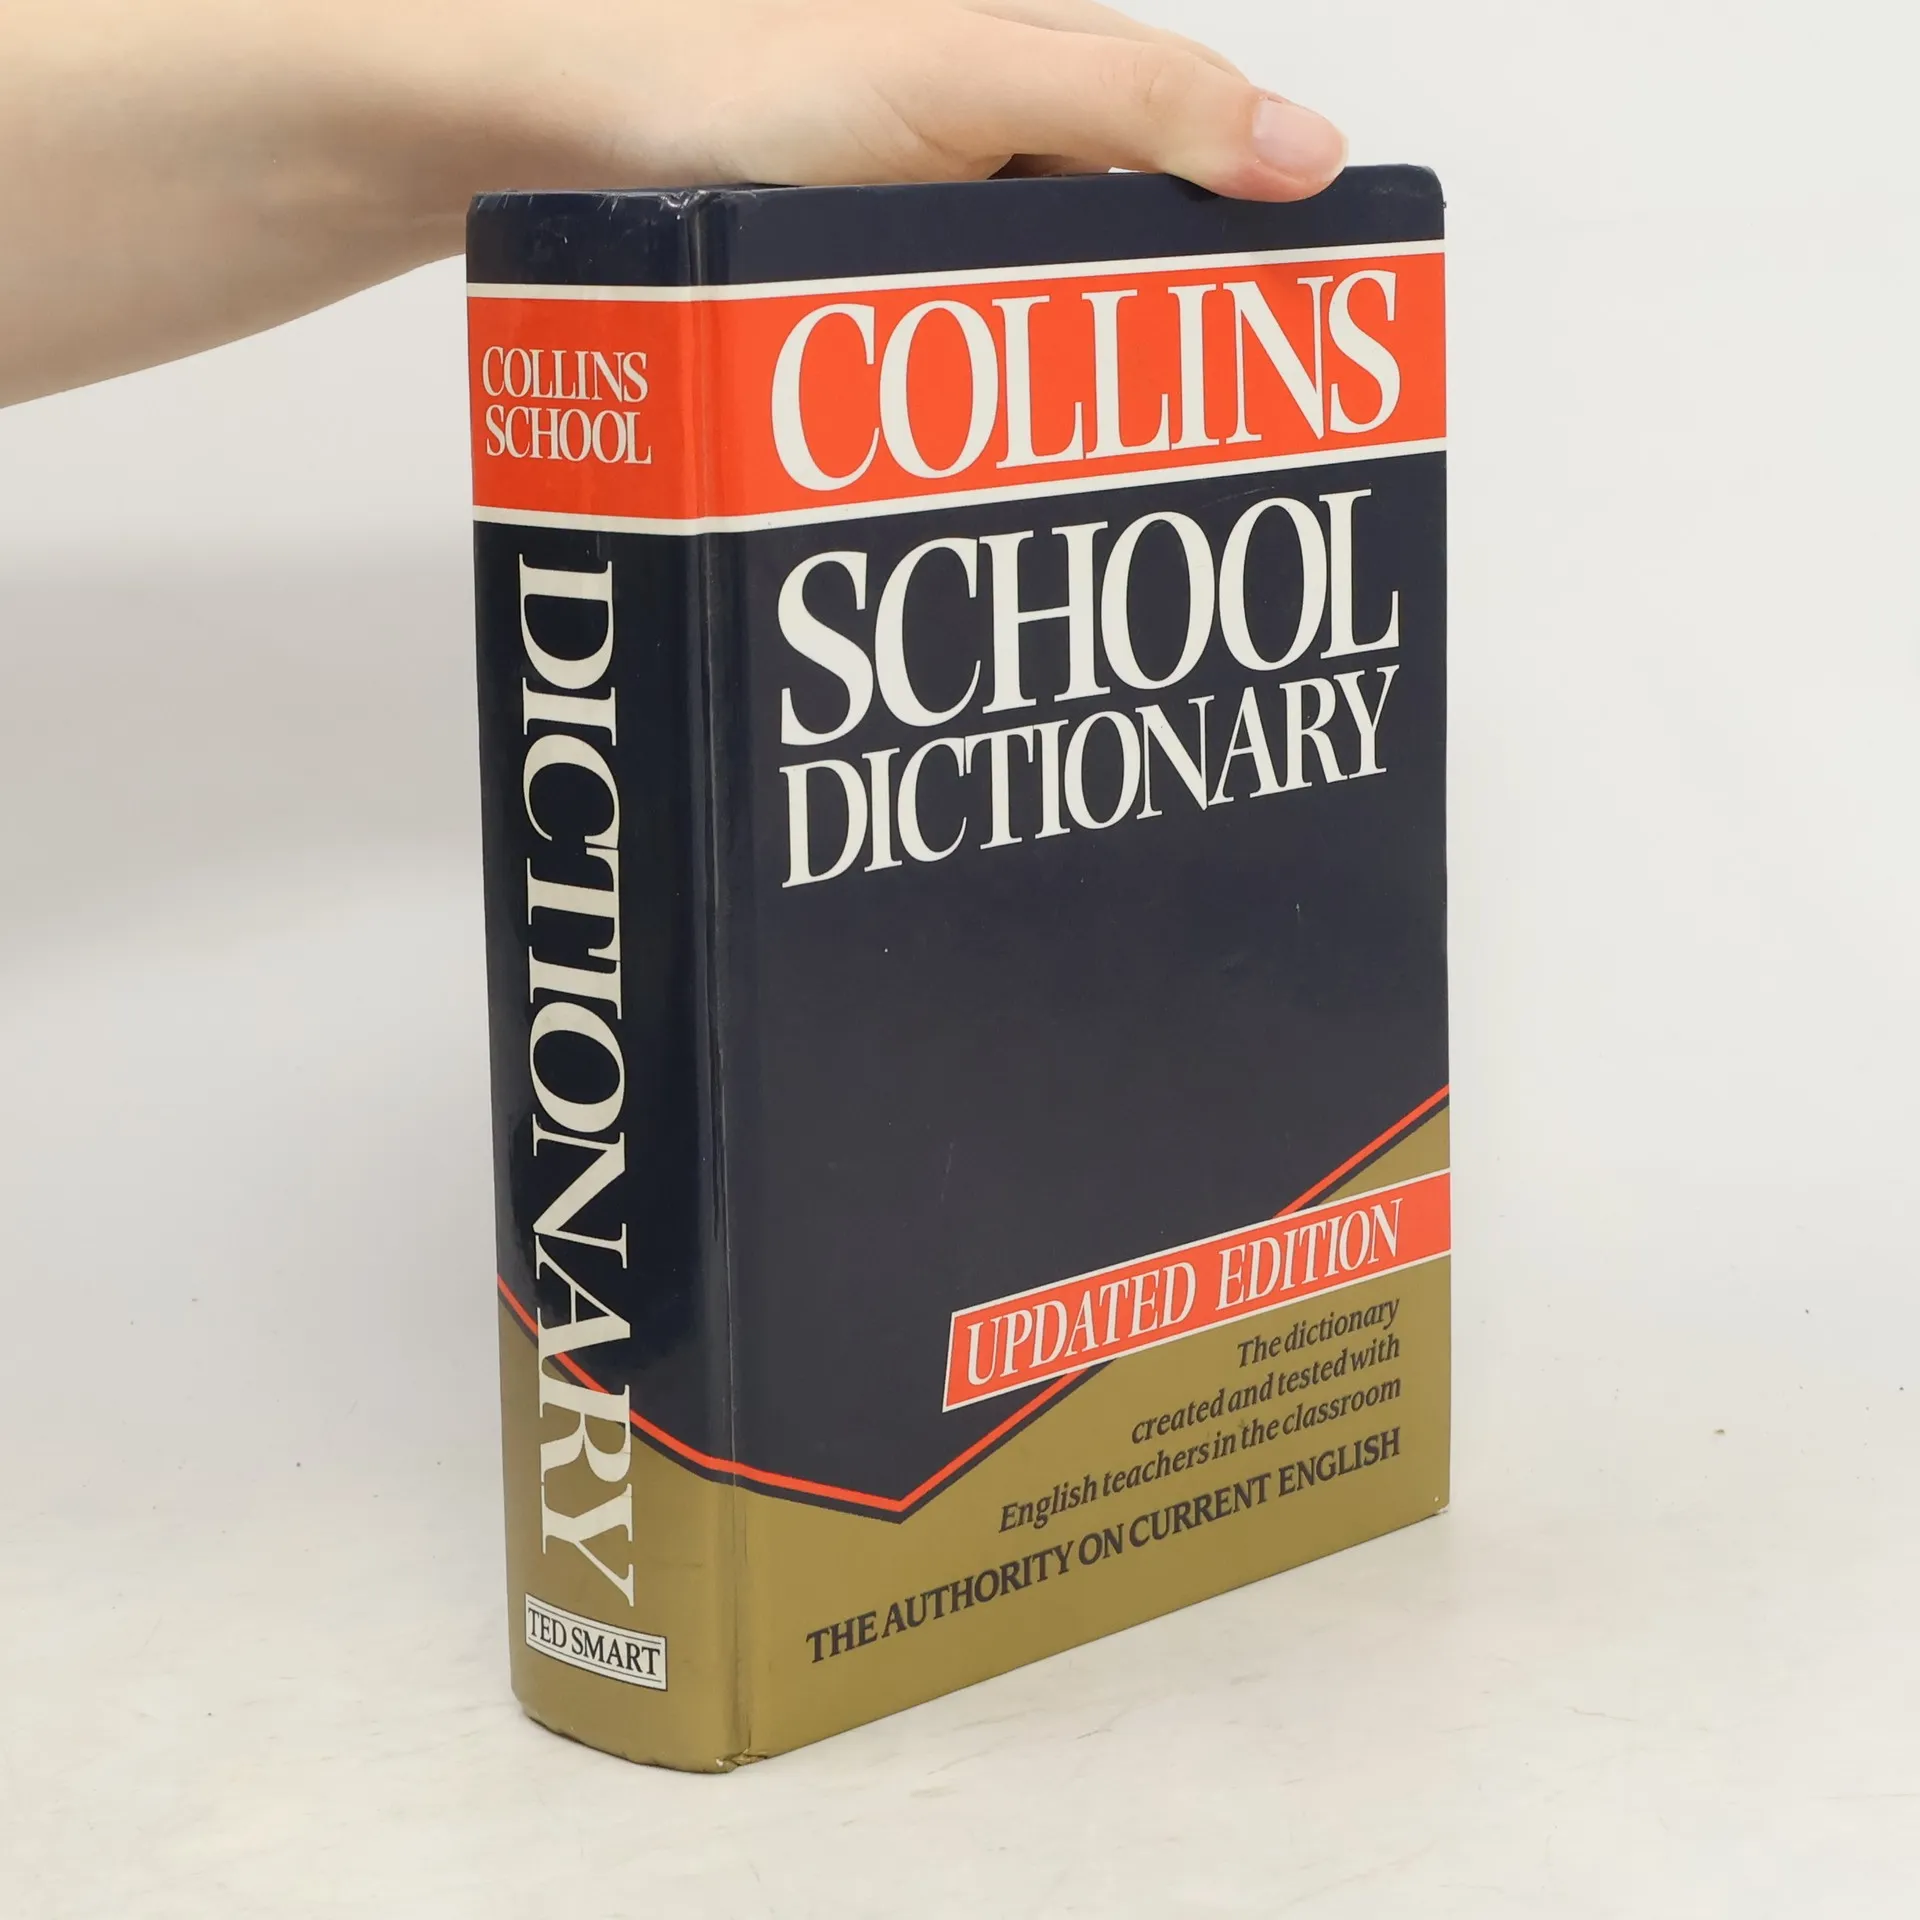 COLLINS
SCHOOL
DICTIONARY
TED SMART
COLLINS
SCHOOL
DICTIONARY
UPDATED EDITION
The dictionary
created and tested with
English teachers in the classroom
THE AUTHORITY ON CURRENT ENGLISH